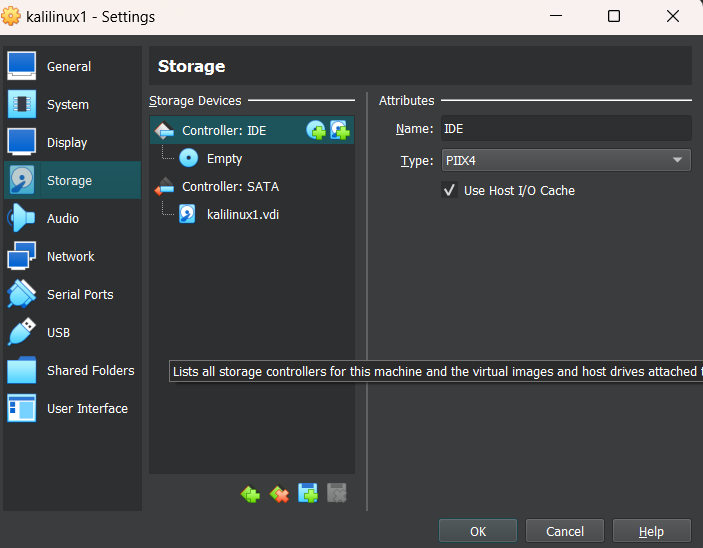 kalilinux1 - Settings
General
System
Display
Storage
Audio
Network
Serial Ports
USB
Shared Folders
User Interface
Storage
Storage Devices
Controller: IDE
Empty
Controller: SATA
kalilinux1.vdi
Attributes
Name: IDE
Type: PIIX4
Use Host I/O Cache
Lists all storage controllers for this machine and the virtual images and host drives attached
OK Cancel Help